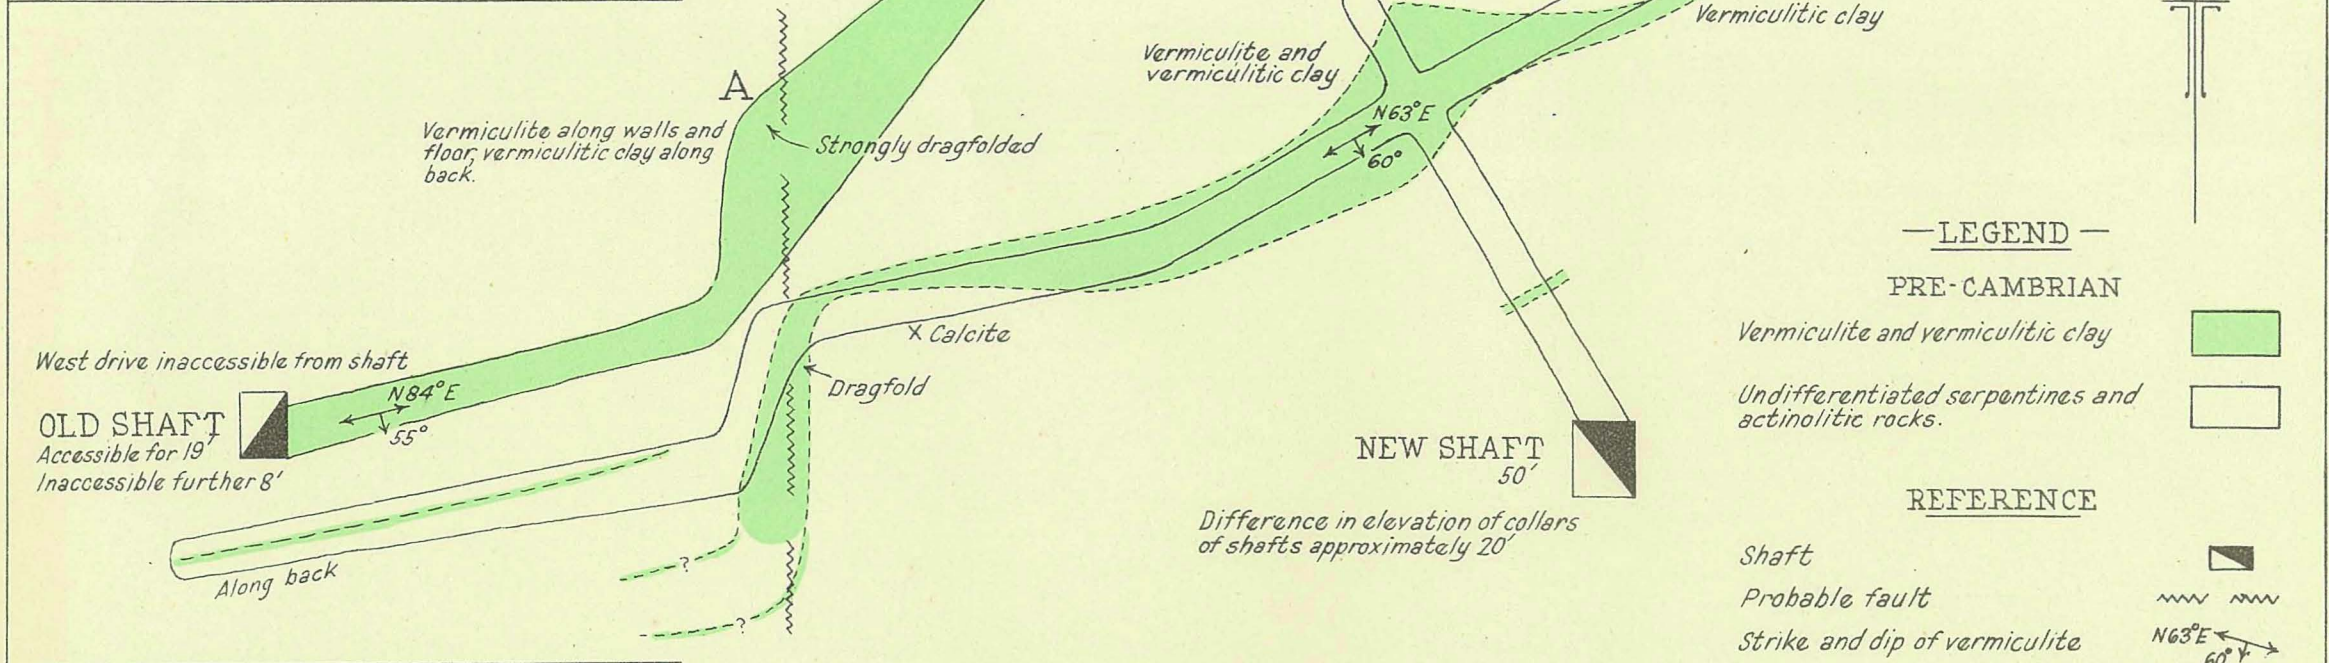 Vermiculitic clay
Vermiculite and
vermiculitic clay
A
N63°E
60°
Vermiculite along walls and
floor, vermiculitic clay along
back.
Strongly dragfolded
— LEGEND —
PRE-CAMBRIAN
Vermiculite and vermiculitic clay
Undifferentiated serpentines and
actinolitic rocks.
X Calcite
Dragfold
West drive inaccessible from shaft
N84°E
55°
OLD SHAFT
Accessible for 19'
Inaccessible further 8'
Along back
?
?
NEW SHAFT
50'
Difference in elevation of collars
of shafts approximately 20'
REFERENCE
Shaft
Probable fault
Strike and dip of vermiculite
N63°E
60°